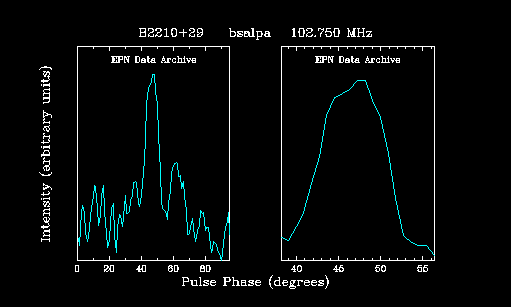 B2210+29 bsalpa 102.750 MHz
EPN Data Archive EPN Data Archive
Intensity (arbitrary units)
0 20 40 60 80 40 45 50 55
Pulse Phase (degrees)